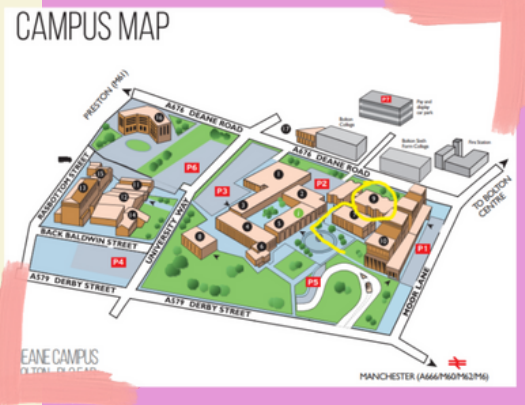 CAMPUS MAP
PRESTON (M61)
A676 DEANE ROAD
P7
Pay and
display
car park
Bolton
College
A676 DEANE ROAD
Bolton Sixth
Form College
Fire Station
P6
P3
P2
RASBOTTOM STREET
UNIVERSITY WAY
TO BOLTON
CENTRE
P1
BACK BALDWIN STREET
P4
MOOR LANE
P5
A579 DERBY STREET
A579 DERBY STREET
EANE CAMPUS
MANCHESTER (A666/M60/M62/M6)